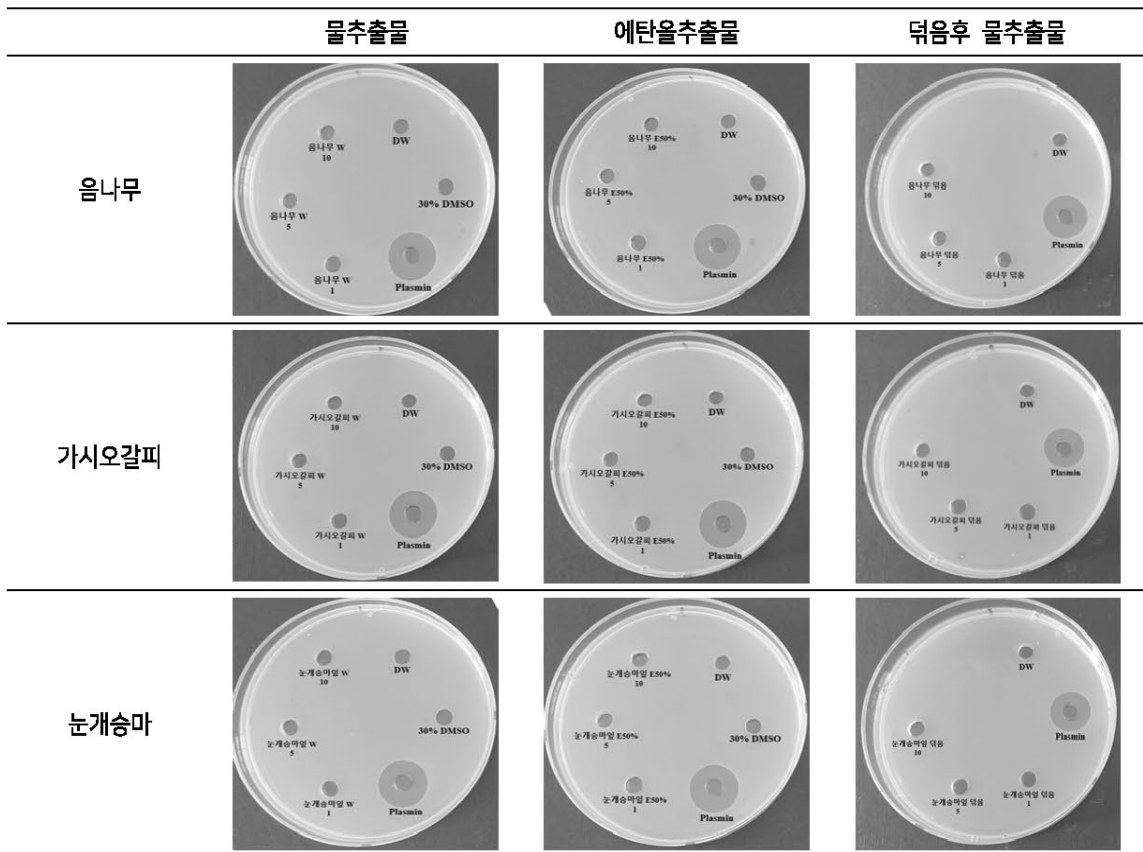 물추출물 에탄올추출물 덖음후 물추출물
음나무
음나무 W
10
DW
음나무 W
5
30% DMSO
음나무 W
1
Plasmin
음나무 E50%
10
DW
음나무 E50%
5
30% DMSO
음나무 E50%
1
Plasmin
DW
음나무 덖음
10
Plasmin
음나무 덖음
5
음나무 덖음
1
가시오갈피
가시오갈피 W
10
DW
가시오갈피 W
5
30% DMSO
가시오갈피 W
1
Plasmin
가시오갈피 E50%
10
DW
가시오갈피 E50%
5
30% DMSO
가시오갈피 E50%
1
Plasmin
DW
가시오갈피 덖음
10
Plasmin
가시오갈피 덖음
5
가시오갈피 덖음
1
눈개승마
눈개승마잎 W
10
DW
눈개승마잎 W
5
30% DMSO
눈개승마잎 W
1
Plasmin
눈개승마잎 E50%
10
DW
눈개승마잎 E50%
5
30% DMSO
눈개승마잎 E50%
1
Plasmin
DW
눈개승마잎 덖음
10
Plasmin
눈개승마잎 덖음
5
눈개승마잎 덖음
1